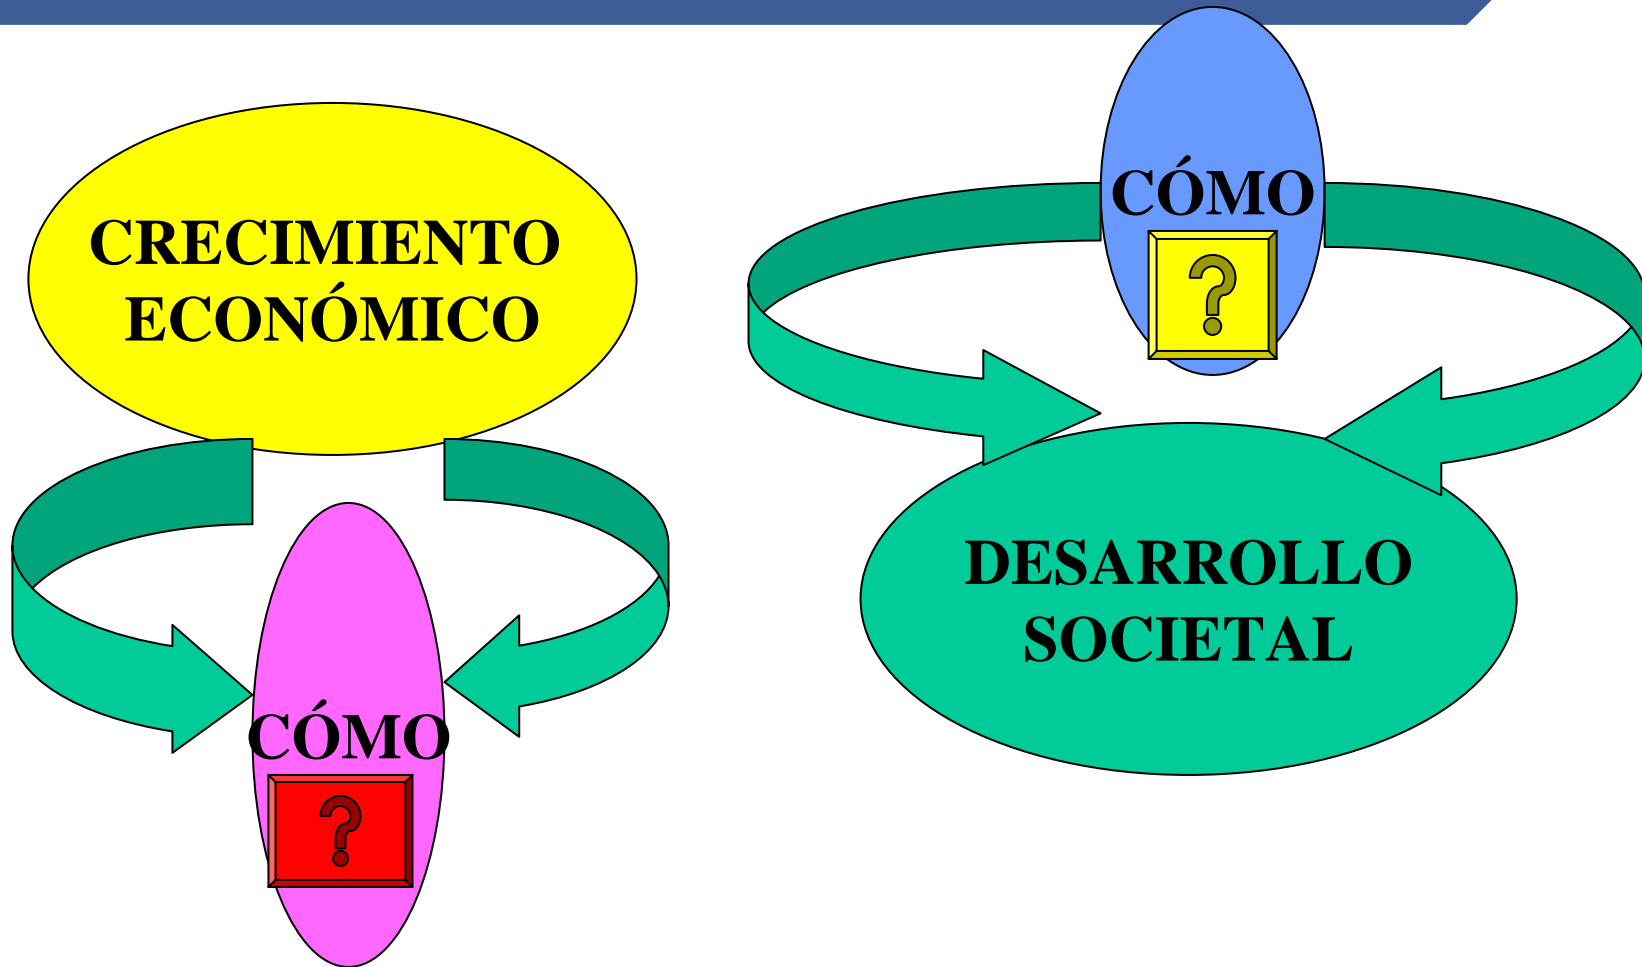 CRECIMIENTO
ECONÓMICO
CÓMO
?
CÓMO
?
DESARROLLO
SOCIETAL